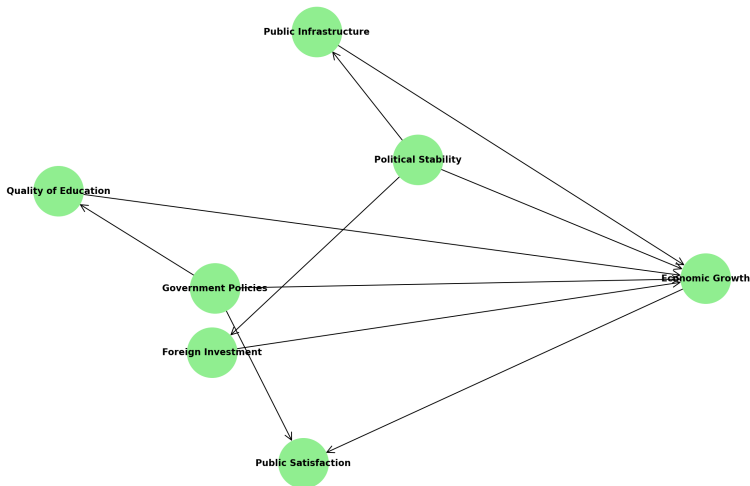 Public Infrastructure
Political Stability
Quality of Education
Economic Growth
Government Policies
Foreign Investment
Public Satisfaction